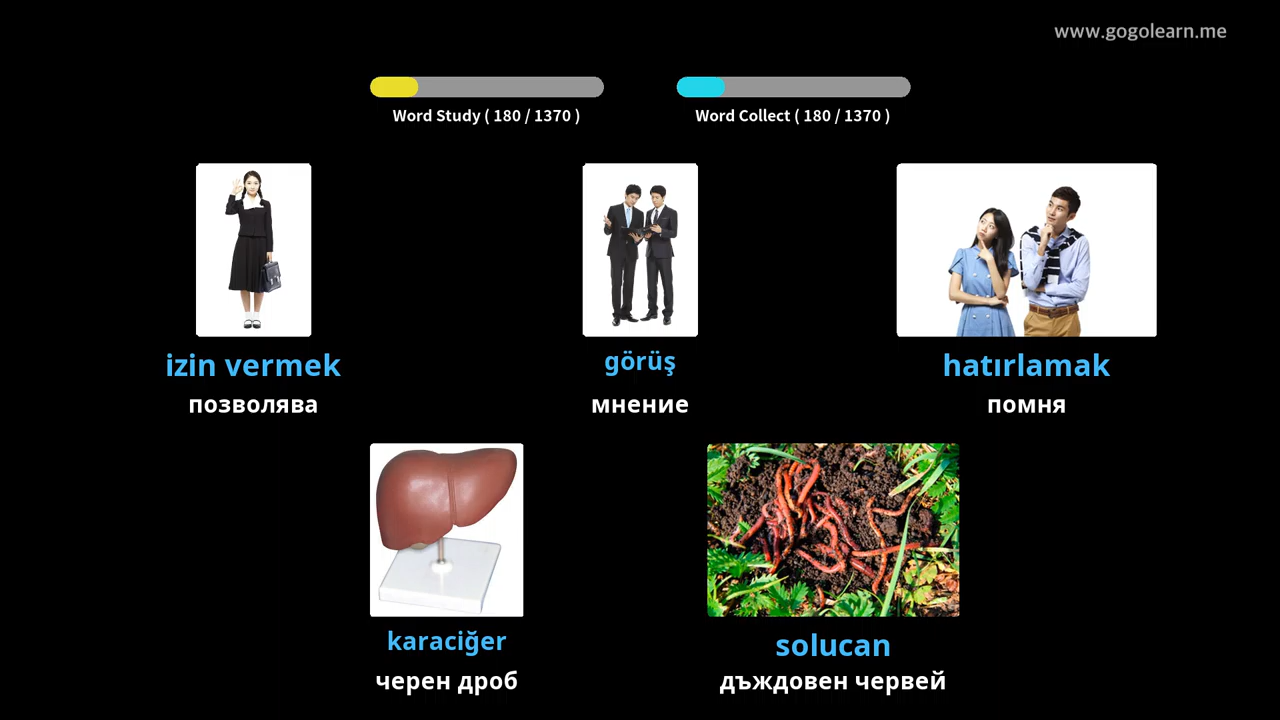 www.gogolearn.me
Word Study ( 180 / 1370 )
Word Collect ( 180 / 1370 )
izin vermek
позволява
görüş
мнение
hatırlamak
помня
karaciğer
черен дроб
solucan
дъждовен червей